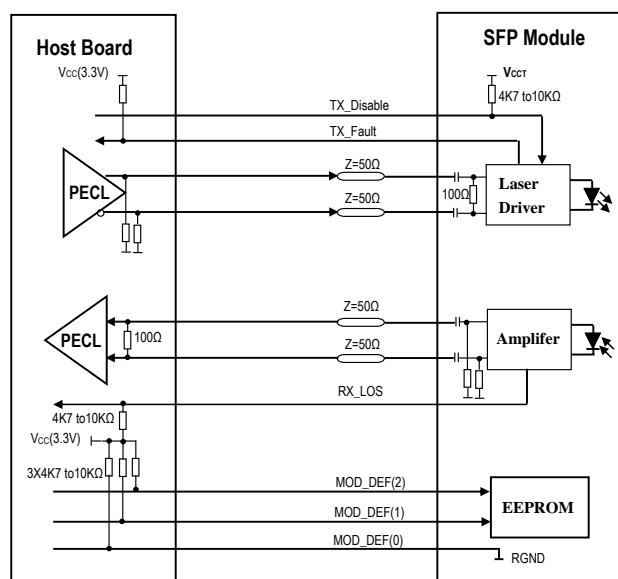 Host Board
SFP Module
VCC(3.3V)
VCCT
4K7 to10KΩ
TX_Disable
TX_Fault
Z=50Ω
PECL
100Ω
Laser
Driver
Z=50Ω
Z=50Ω
PECL
100Ω
Amplifer
Z=50Ω
RX_LOS
4K7 to10KΩ
VCC(3.3V)
3X4K7 to10KΩ
MOD_DEF(2)
EEPROM
MOD_DEF(1)
MOD_DEF(0)
RGND